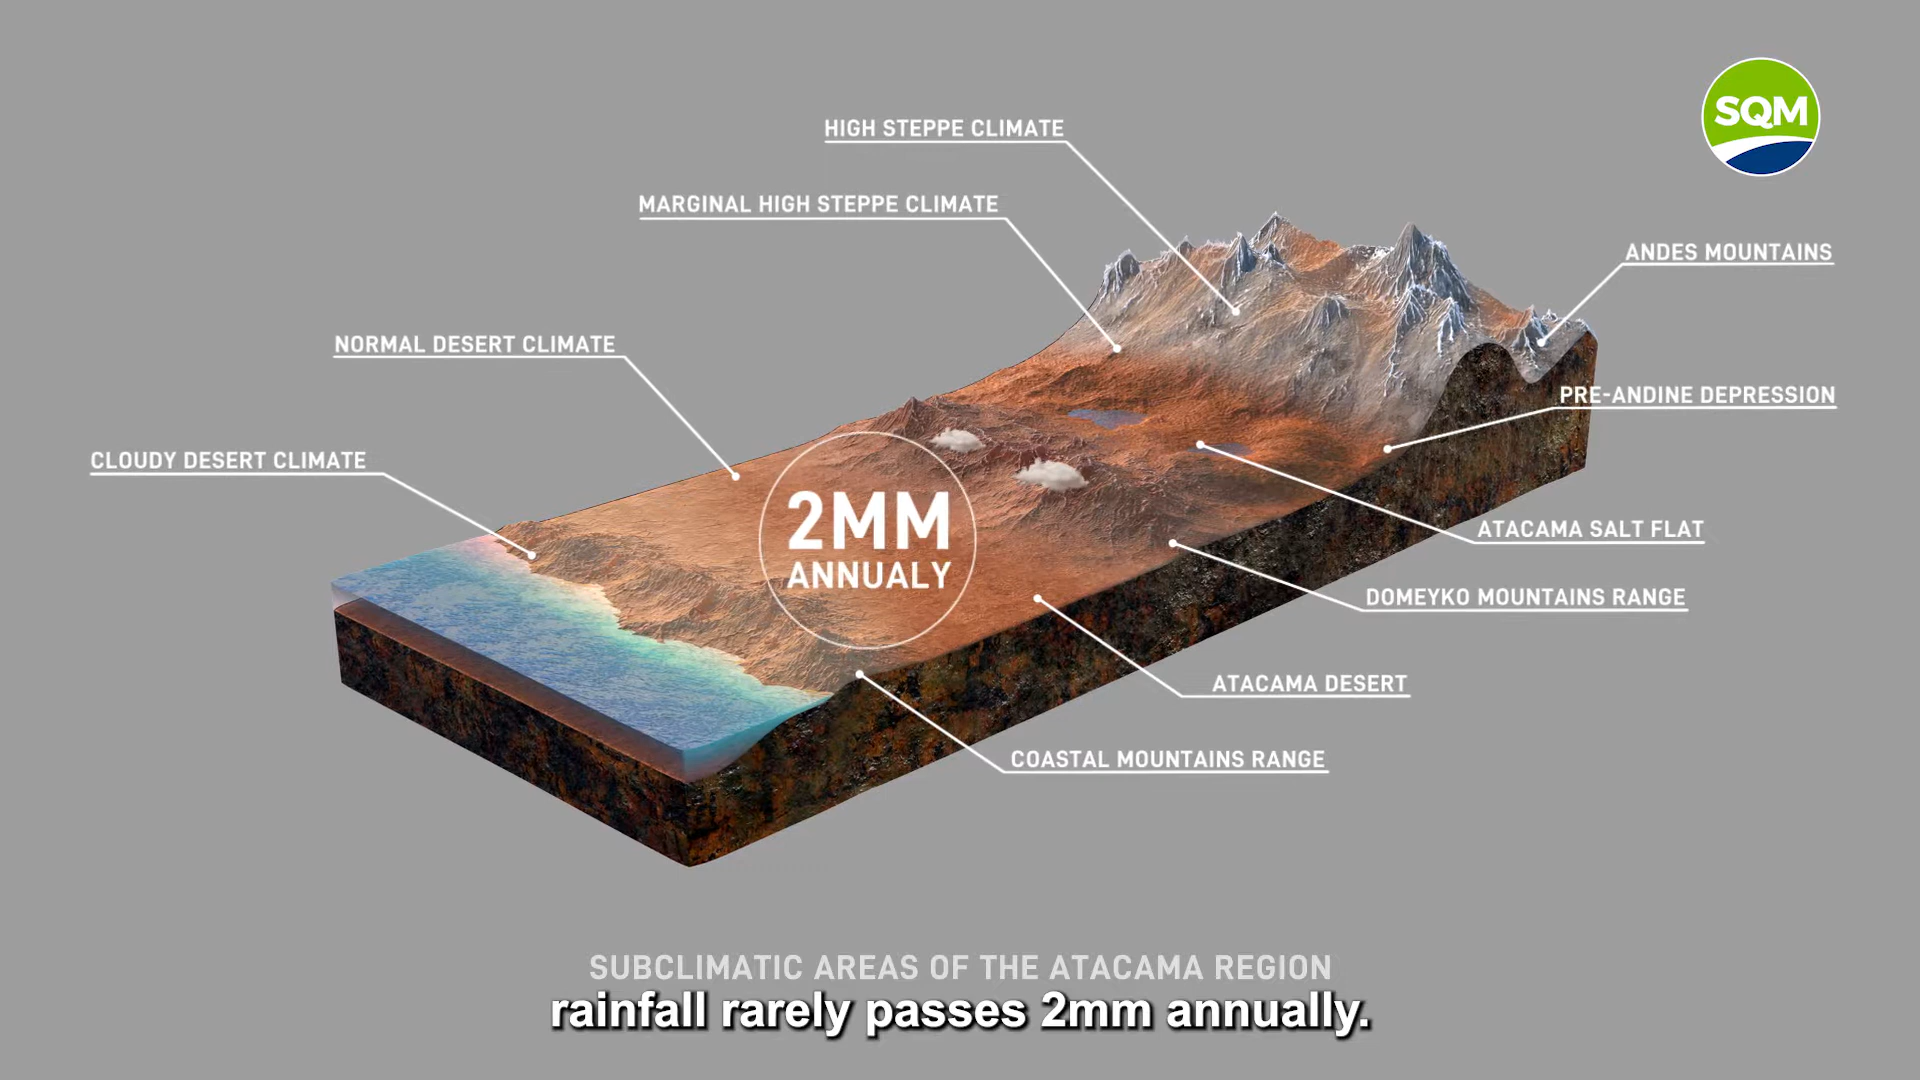 SQM
HIGH STEPPE CLIMATE
MARGINAL HIGH STEPPE CLIMATE
ANDES MOUNTAINS
NORMAL DESERT CLIMATE
PRE-ANDINE DEPRESSION
CLOUDY DESERT CLIMATE
2MM
ANNUALY
ATACAMA SALT FLAT
DOMEYKO MOUNTAINS RANGE
ATACAMA DESERT
COASTAL MOUNTAINS RANGE
SUBCLIMATIC AREAS OF THE ATACAMA REGION
rainfall rarely passes 2mm annually.